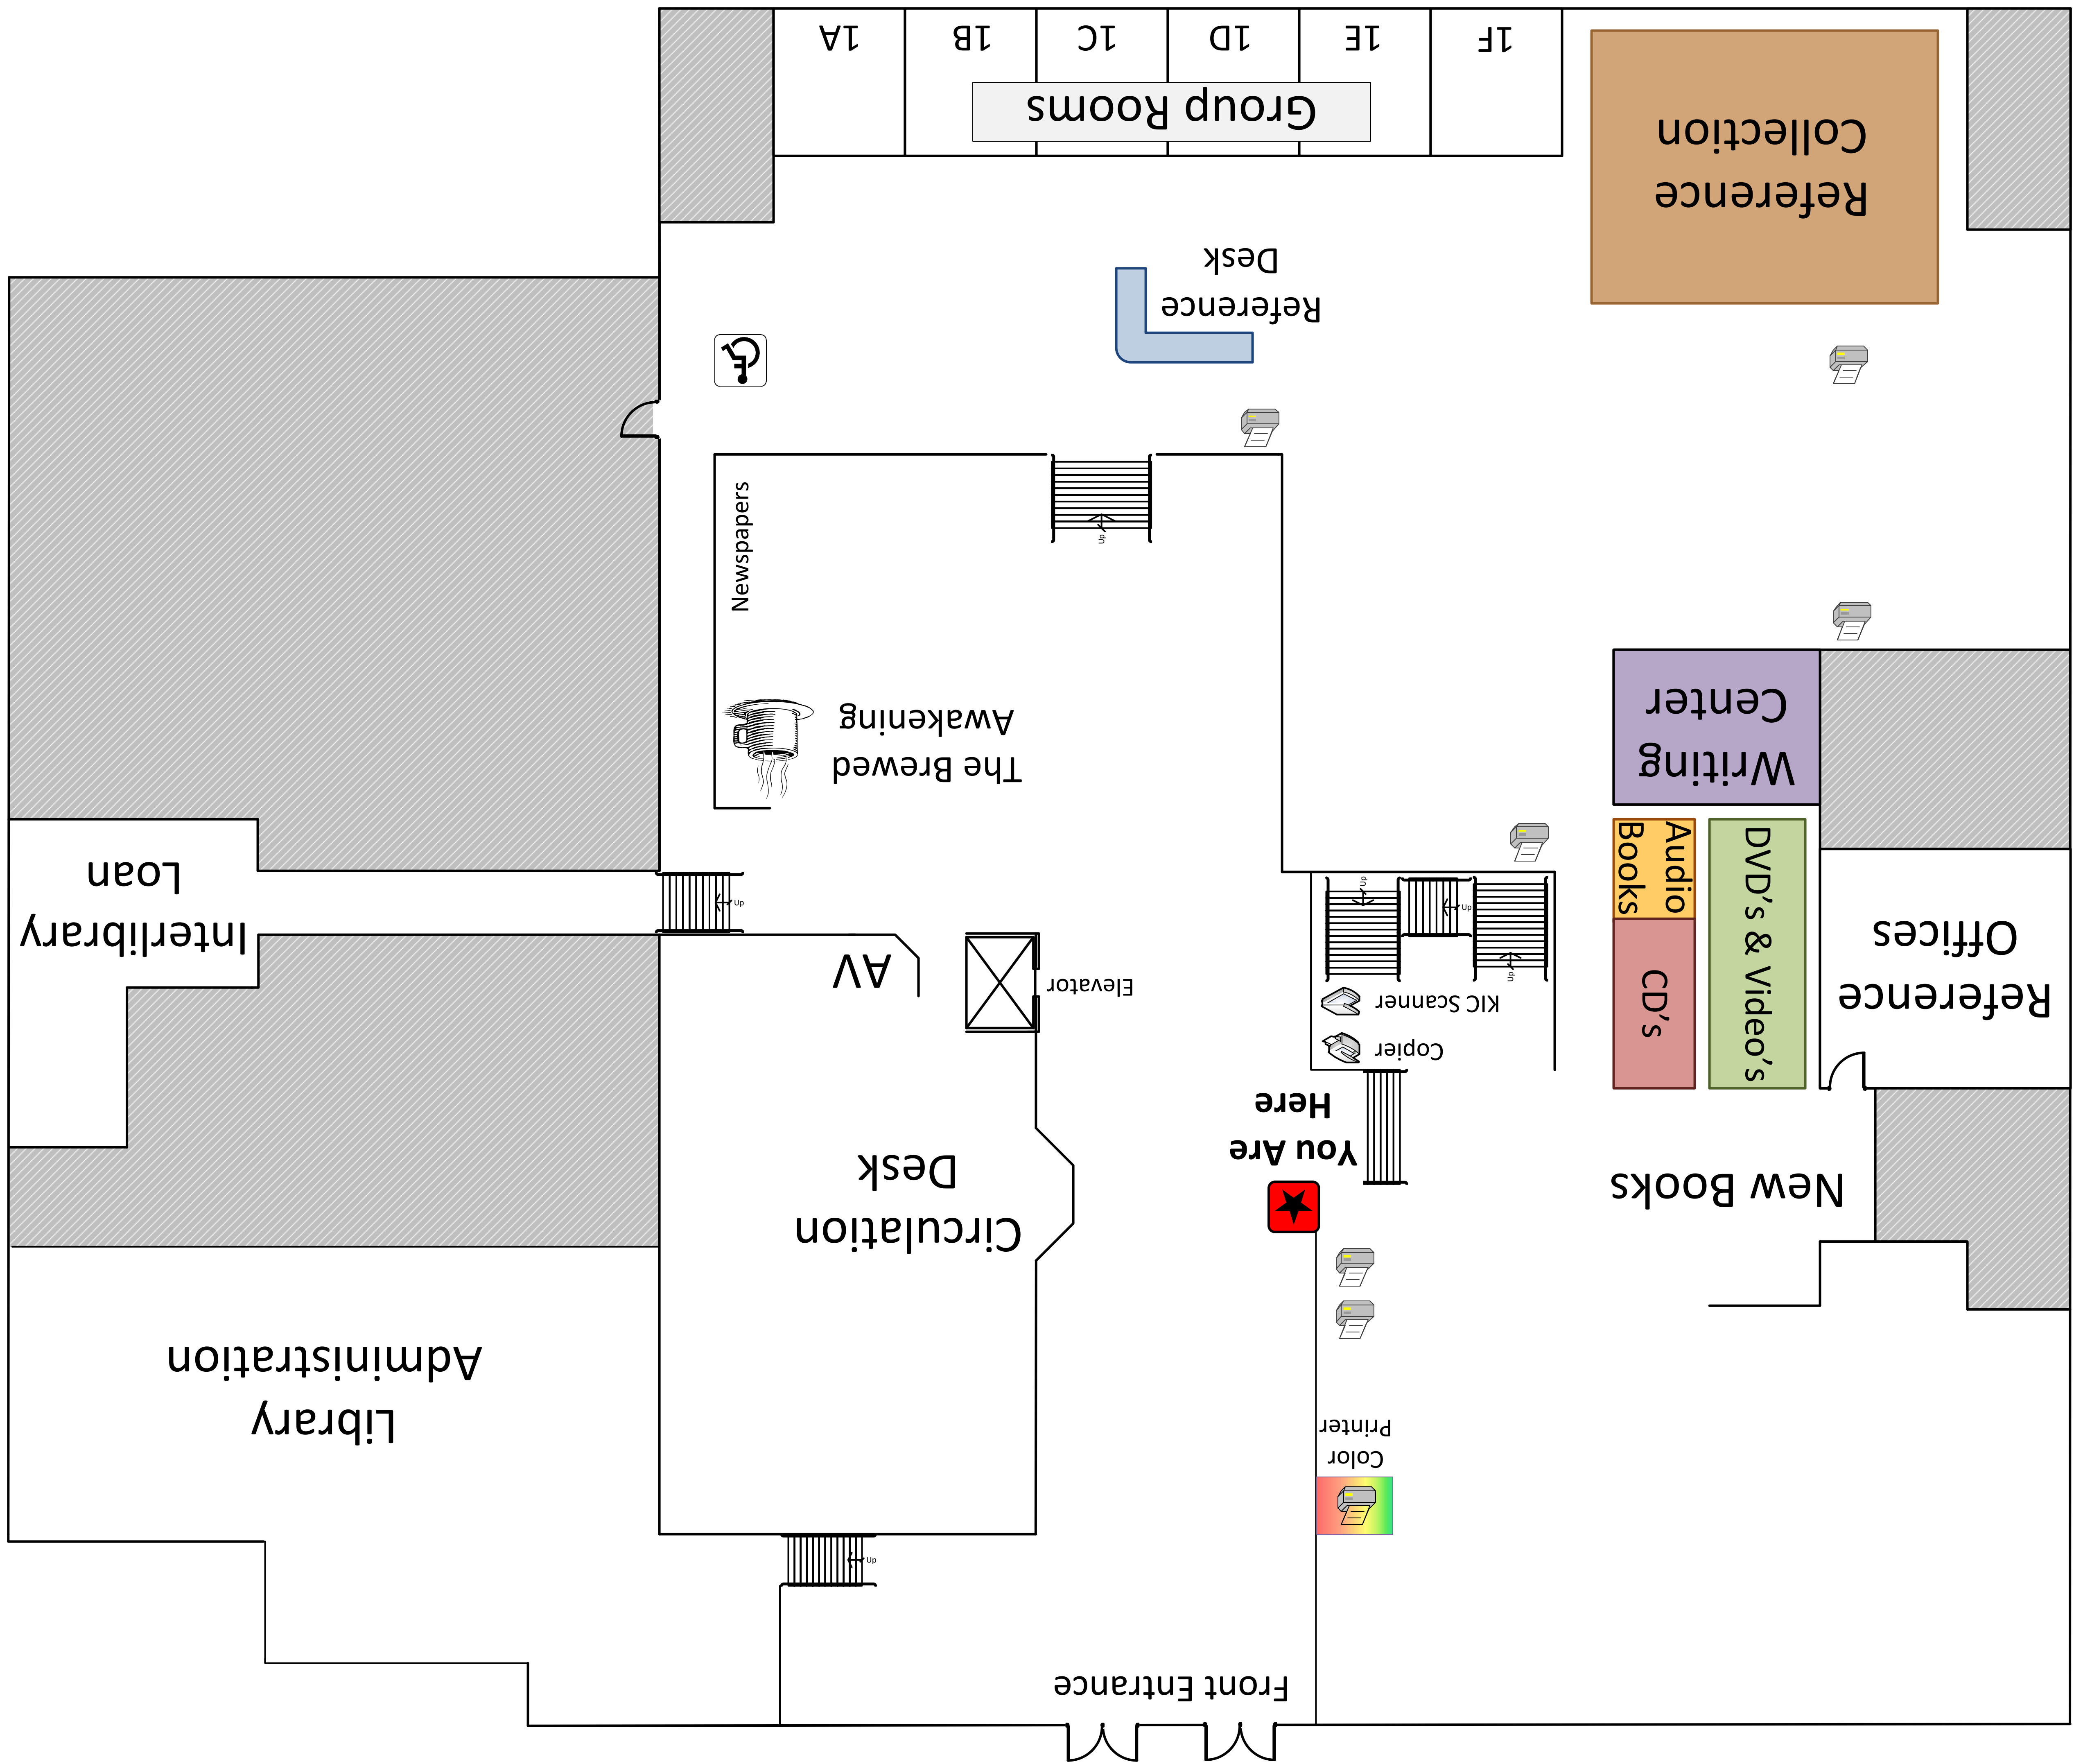 Front Entrance
Up
Color
Printer
Library
Administration
New Books
You Are
Here
Circulation
Desk
Copier
KIC Scanner
Reference
Offices
DVD's & Video's
CD's
Audio
Books
Up
Up
Up
Elevator
AV
Up
Interlibrary
Loan
Writing
Center
The Brewed
Awakening
Newspapers
Up
Reference
Desk
Reference
Collection
Group Rooms
1F
1E
1D
1C
1B
1A